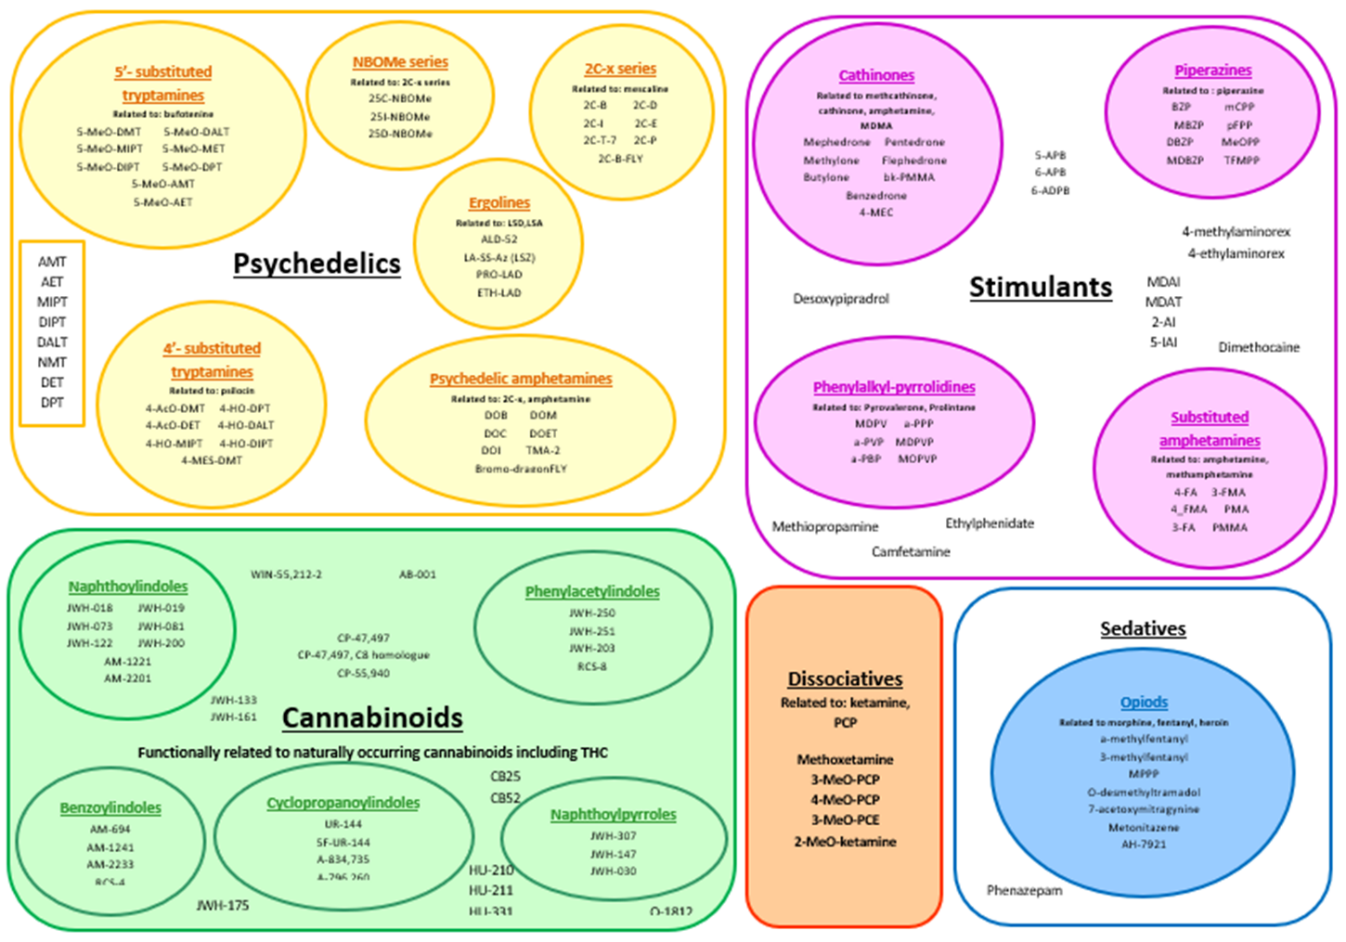 5'- substituted
tryptamines
Related to: bufotenine
5-MeO-DMT 5-MeO-DALT
5-MeO-MIPT 5-MeO-MET
5-MeO-DIPT 5-MeO-DPT
5-MeO-AMT
5-MeO-AET
NBOMe series
Related to: 2C-x series
25C-NBOMe
25I-NBOMe
25D-NBOMe
2C-x series
Related to: mescaline
2C-B 2C-D
2C-I 2C-E
2C-T-7 2C-P
2C-B-FLY
Ergolines
Related to: LSD,LSA
ALD-52
LA-SS-Az (LSZ)
PRO-LAD
ETH-LAD
Psychedelics
AMT
AET
MIPT
DIPT
DALT
NMT
DET
DPT
4'- substituted
tryptamines
Related to: psilocin
4-AcO-DMT 4-HO-DPT
4-AcO-DET 4-HO-DALT
4-HO-MIPT 4-HO-DIPT
4-MES-DMT
Psychedelic amphetamines
Related to: 2C-x, amphetamine
DOB DOM
DOC DOET
DOI TMA-2
Bromo-dragonFLY
Cathinones
Related to methcathinone,
cathinone, amphetamine,
MDMA
Mephedrone Pentedrone
Methylone Flephedrone
Butylone bk-PMMA
Benzedrone
4-MEC
5-APB
6-APB
6-ADPB
Piperazines
Related to : piperazine
BZP mCPP
MBZP pFPP
DBZP MeOPP
MDBZP TFMPP
4-methylaminorex
4-ethylaminorex
Stimulants
Desoxypipradrol
MDAI
MDAT
2-AI
5-IAI
Dimethocaine
Phenylalkyl-pyrrolidines
Related to: Pyrovalerone, Prolintane
MDPV a-PPP
a-PVP MDPVP
a-PBP MOPVP
Substituted
amphetamines
Related to: amphetamine,
methamphetamine
4-FA 3-FMA
4_FMA PMA
3-FA PMMA
Methiopropamine
Ethylphenidate
Camfetamine
Naphthoylindoles
JWH-018 JWH-019
JWH-073 JWH-081
JWH-122 JWH-200
AM-1221
AM-2201
WIN-55,212-2
AB-001
CP-47,497
CP-47,497, C8 homologue
CP-55,940
Phenylacetylindoles
JWH-250
JWH-251
JWH-203
RCS-8
JWH-133
JWH-161
Cannabinoids
Functionally related to naturally occurring cannabinoids including THC
Benzoylindoles
AM-694
AM-1241
AM-2233
RCS-4
Cyclopropanoylindoles
UR-144
5F-UR-144
A-834,735
A-796,260
CB25
CB52
Naphthoylpyrroles
JWH-307
JWH-147
JWH-030
HU-210
HU-211
HU-331
JWH-175
O-1812
Dissociatives
Related to: ketamine,
PCP
Methoxetamine
3-MeO-PCP
4-MeO-PCP
3-MeO-PCE
2-MeO-ketamine
Sedatives
Opiods
Related to morphine, fentanyl, heroin
a-methylfentanyl
3-methylfentanyl
MPPP
O-desmethyltramadol
7-acetoxymitragynine
Metonitazene
AH-7921
Phenazepam